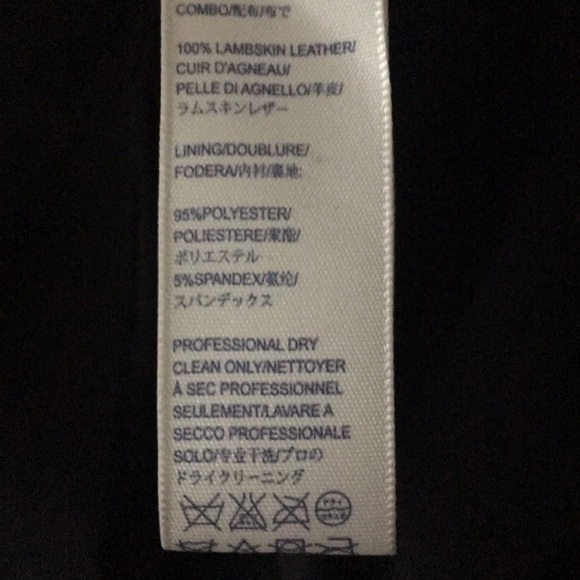 COMBO/配布/布で
100% LAMBSKIN LEATHER/
CUIR D'AGNEAU/
PELLE DI AGNELLO/羊皮/
ラムスキンレザー
LINING/DOUBLURE/
FODERA/内衬/裏地:
95%POLYESTER/
POLIESTERE/聚酯/
ポリエステル
5%SPANDEX/氨纶/
スパンデックス
PROFESSIONAL DRY
CLEAN ONLY/NETTOYER
À SEC PROFESSIONNEL
SEULEMENT/LAVARE A
SECCO PROFESSIONALE
SOLO/专业干洗/プロの
ドライクリーニング
ドライ